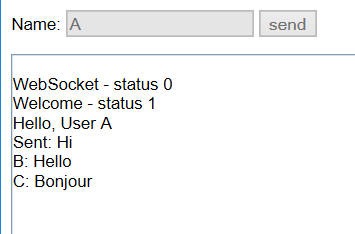 Name: A send
WebSocket - status 0
Welcome - status 1
Hello, User A
Sent: Hi
B: Hello
C: Bonjour